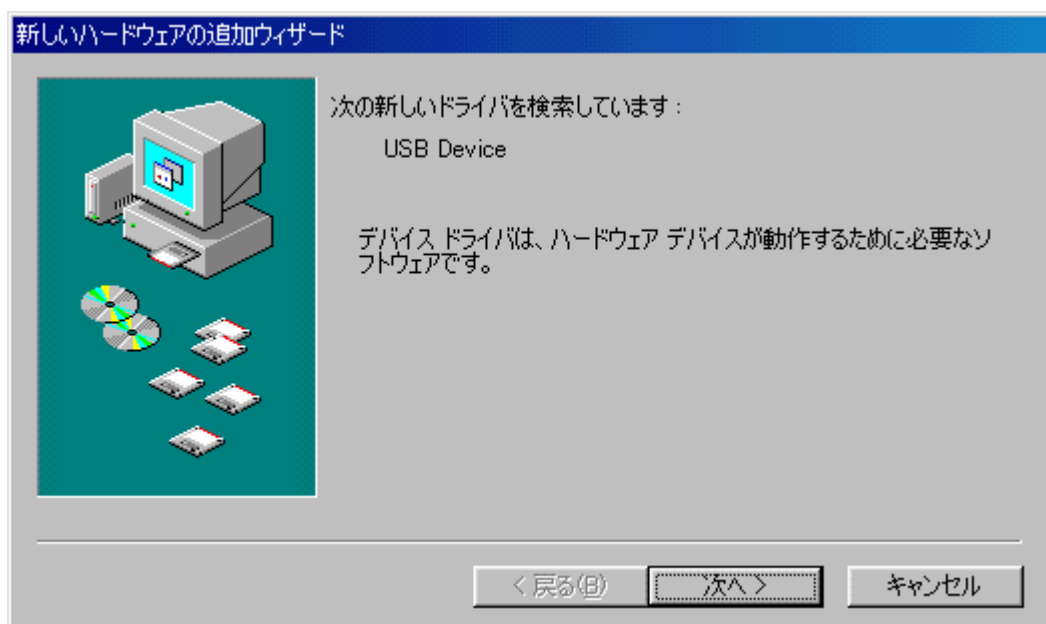 新しいハードウェアの追加ウィザード
次の新しいドライバを検索しています：
USB Device
デバイス ドライバは、ハードウェア デバイスが動作するために必要なソ
フトウェアです。
< 戻る(B)
次へ >
キャンセル